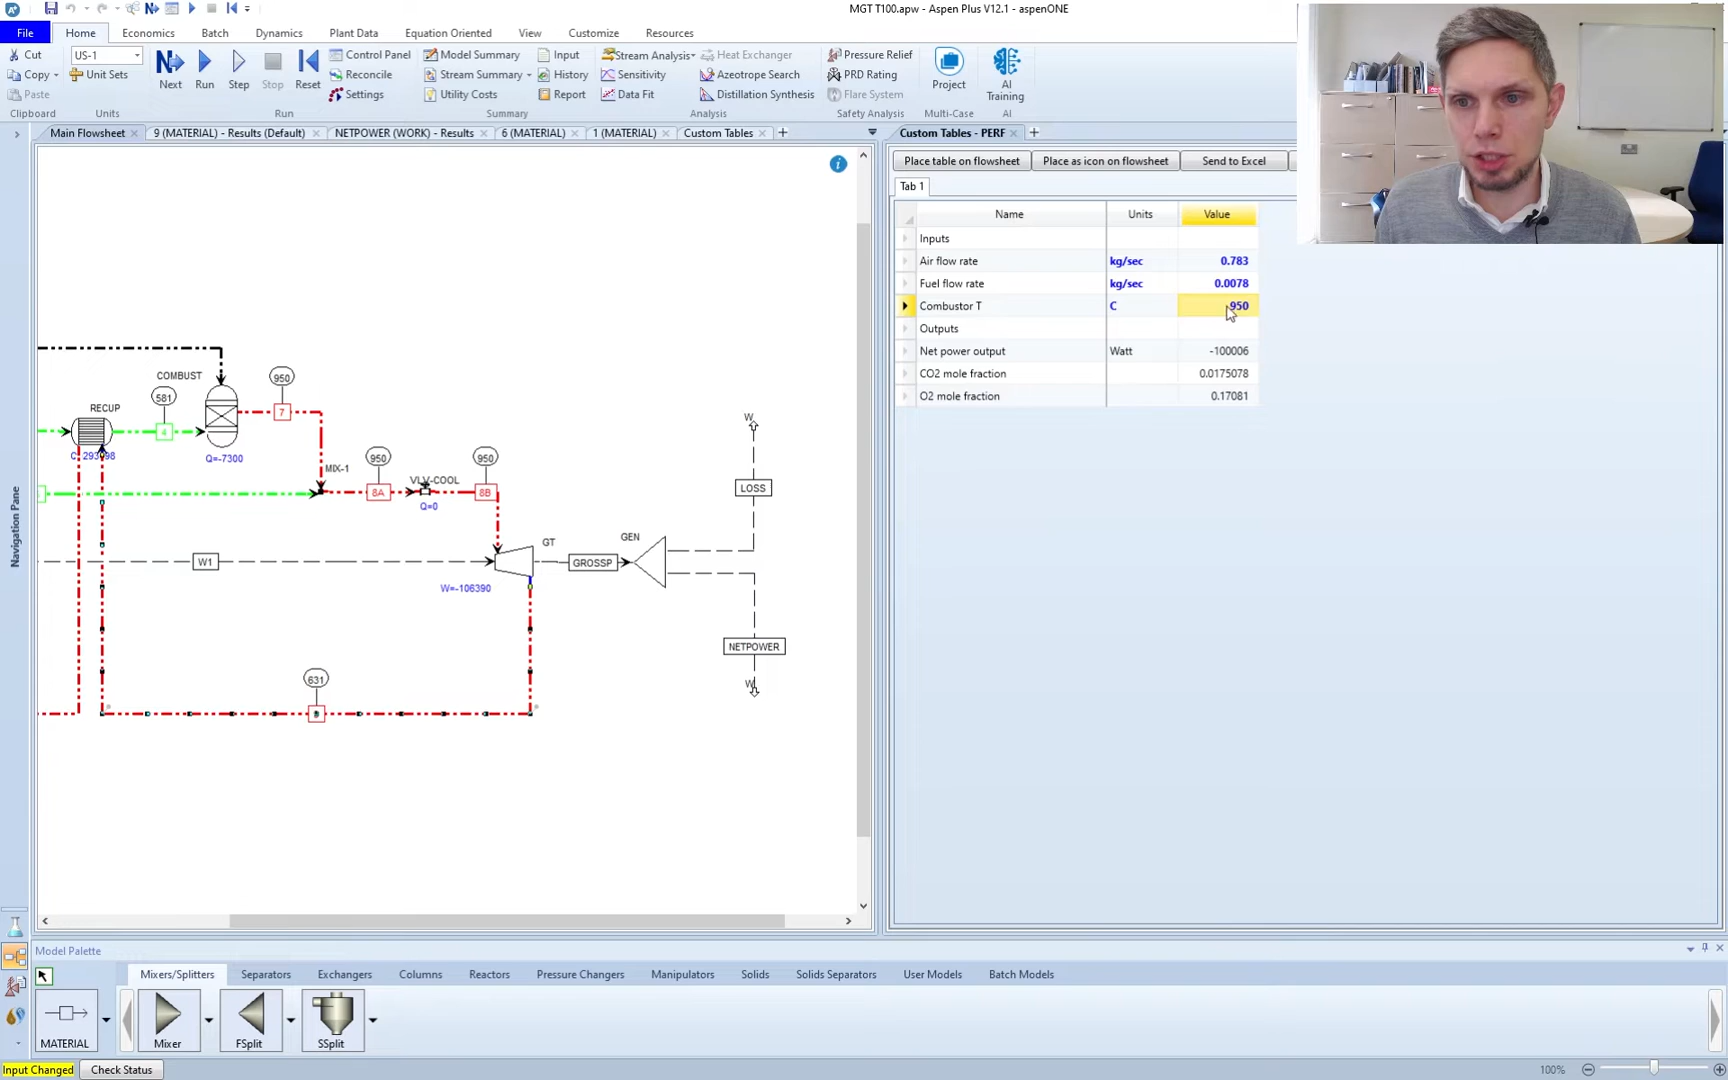 MGT T100.apw - Aspen Plus V12.1 - aspenONE
File Home Economics Batch Dynamics Plant Data Equation Oriented View Customize Resources
Cut US-1 Control Panel Model Summary Input Stream Analysis Heat Exchanger Pressure Relief
Copy Unit Sets Next Run Step Stop Reset Reconcile Stream Summary History Sensitivity Azeotrope Search PRD Rating Project AI Training
Paste Settings Utility Costs Report Data Fit Distillation Synthesis Flare System
Clipboard Units Run Summary Analysis Safety Analysis Multi-Case AI
Main Flowsheet 9 (MATERIAL) - Results (Default) NETPOWER (WORK) - Results 6 (MATERIAL) 1 (MATERIAL) Custom Tables
Custom Tables - PERF
Place table on flowsheet Place as icon on flowsheet Send to Excel
Tab 1
Name Units Value
Inputs
Air flow rate kg/sec 0.783
Fuel flow rate kg/sec 0.0078
Combustor T C 950
Outputs
Net power output Watt -100006
CO2 mole fraction 0.0175078
O2 mole fraction 0.17081
Navigation Pane
COMBUST 950
581
RECUP 7
4
Q=-7300
MIX-1 950 950
VLV-COOL
8A 8B
Q=0
W
LOSS
GT GEN
W1 GROSSP
W=-106390
NETPOWER
631
W
Model Palette
Mixers/Splitters Separators Exchangers Columns Reactors Pressure Changers Manipulators Solids Solids Separators User Models Batch Models
MATERIAL Mixer FSplit SSplit
Input Changed Check Status 100%